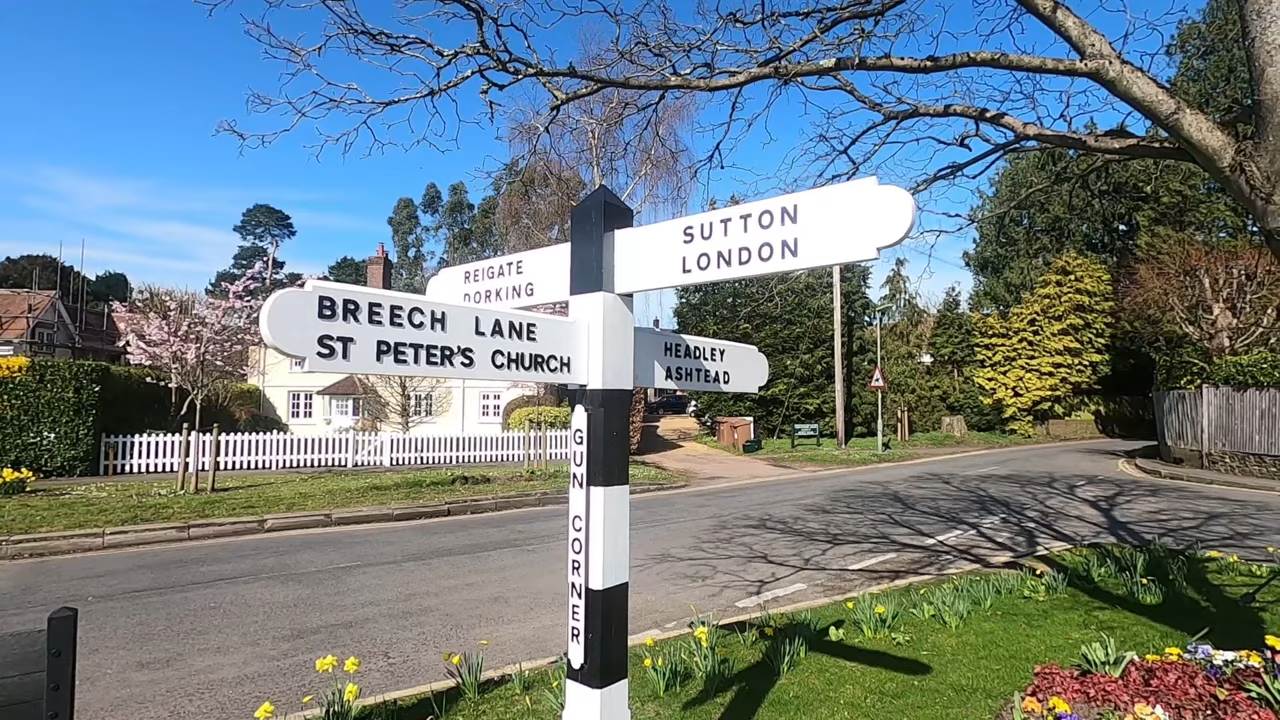 SUTTON
LONDON
REIGATE
DORKING
BREECH LANE
ST PETER'S CHURCH
HEADLEY
ASHTEAD
GUN CORNER